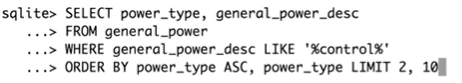 sqlite> SELECT power_type, general_power_desc
...> FROM general_power
...> WHERE general_power_desc LIKE '%control%'
...> ORDER BY power_type ASC, power_type LIMIT 2, 10